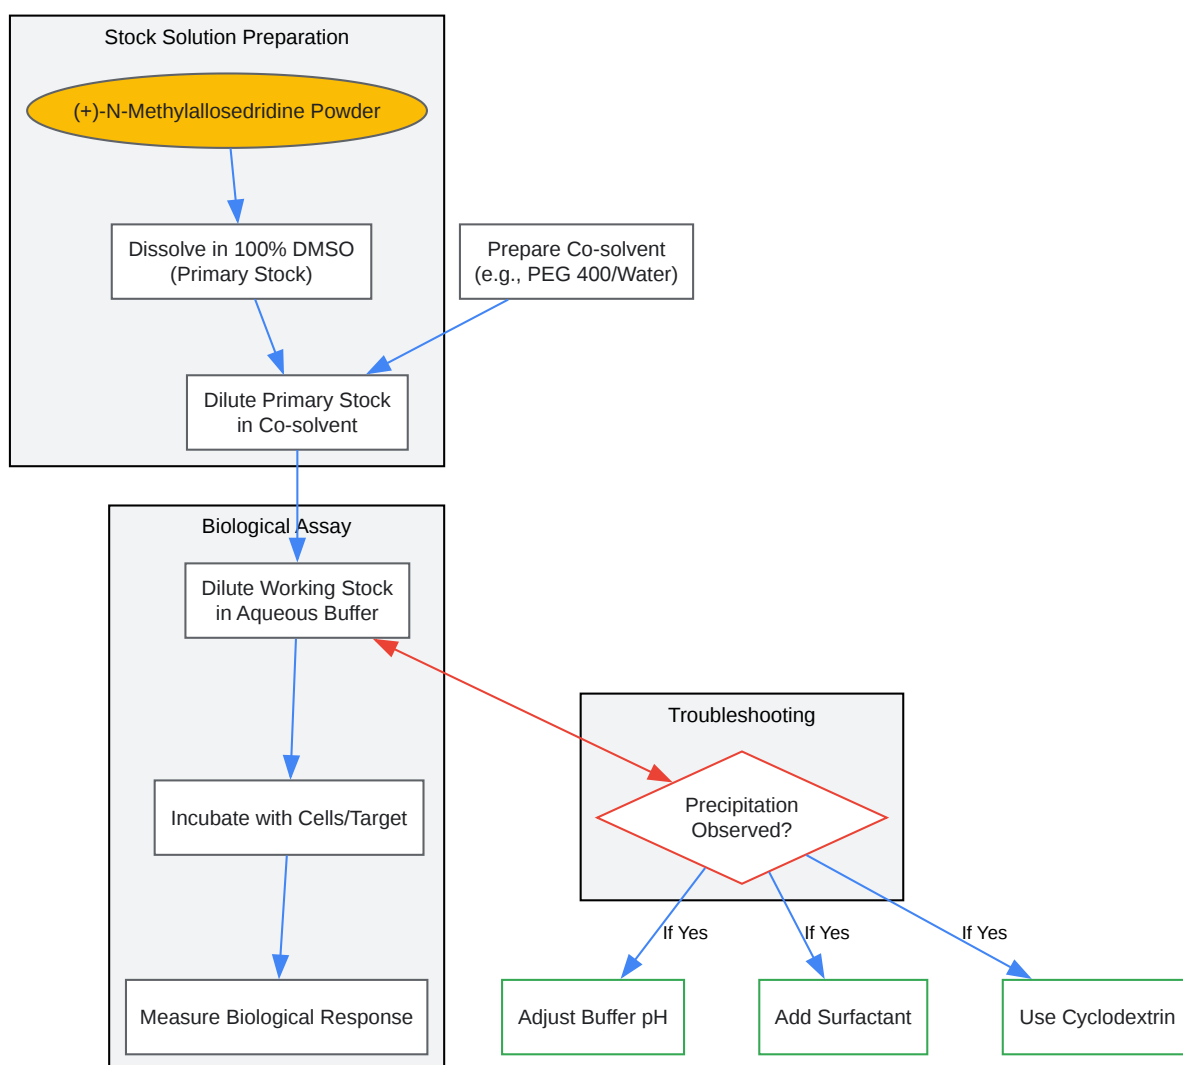 Stock Solution Preparation
(+)-N-Methylallosedridine Powder
Dissolve in 100% DMSO
(Primary Stock)
Prepare Co-solvent
(e.g., PEG 400/Water)
Dilute Primary Stock
in Co-solvent
Biological Assay
Dilute Working Stock
in Aqueous Buffer
Troubleshooting
Precipitation
Observed?
Incubate with Cells/Target
If Yes
If Yes
If Yes
Measure Biological Response
Adjust Buffer pH
Add Surfactant
Use Cyclodextrin